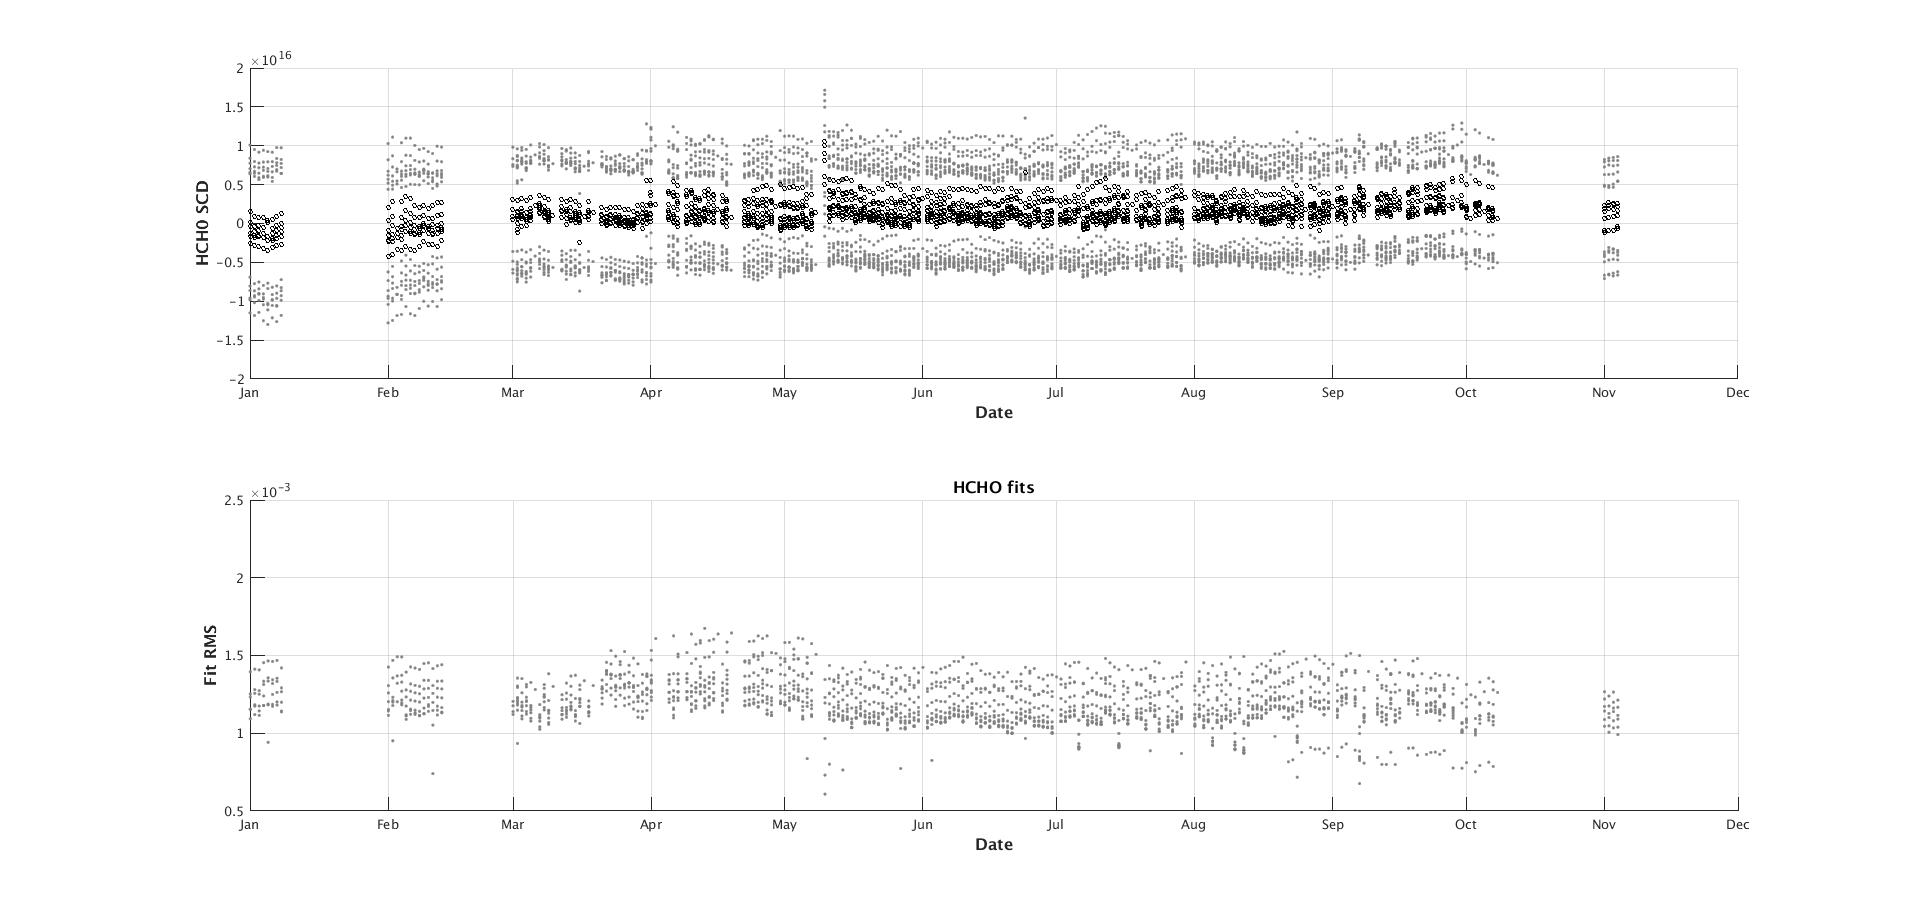 ×10^16
2
1.5
1
0.5
0
−0.5
−1
−1.5
−2
HCHO SCD
Jan Feb Mar Apr May Jun Jul Aug Sep Oct Nov Dec
Date
HCHO fits
×10^−3
2.5
2
1.5
1
0.5
Fit RMS
Jan Feb Mar Apr May Jun Jul Aug Sep Oct Nov Dec
Date